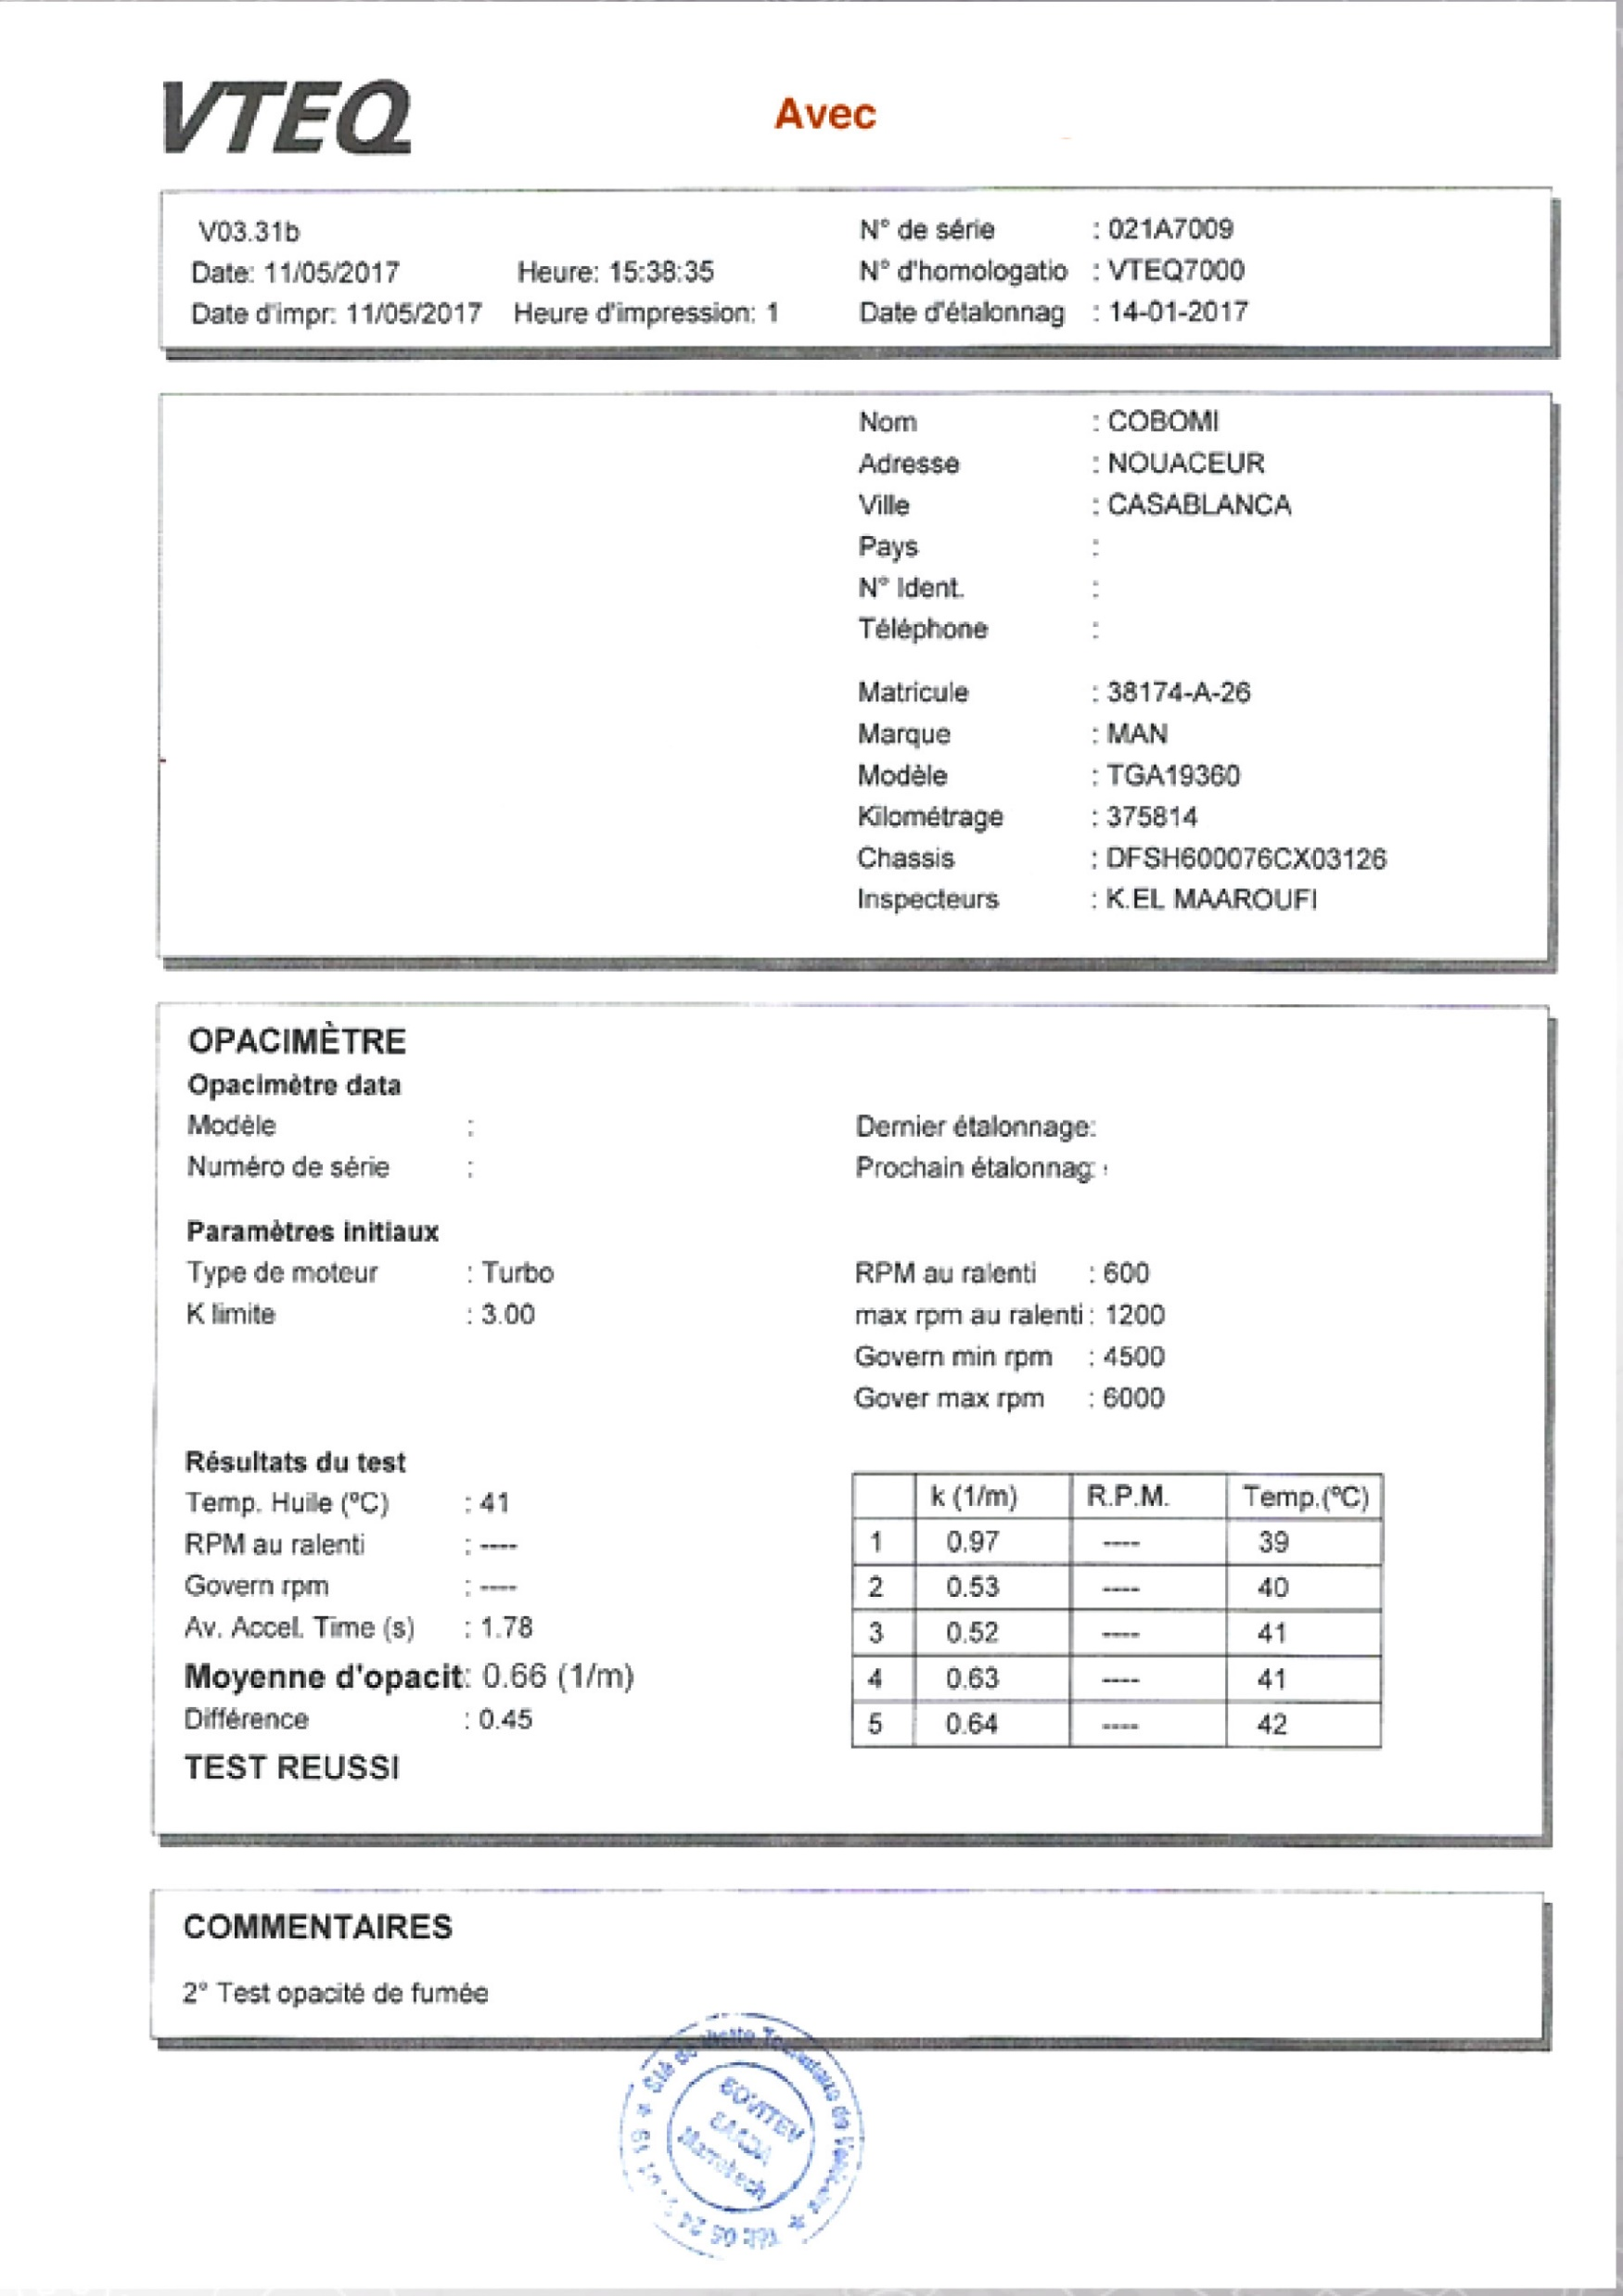 VTEQ
Avec
V03.31b
Date: 11/05/2017 Heure: 15:38:35
Date d'impr: 11/05/2017 Heure d'impression: 1
N° de série : 021A7009
N° d'homologatio : VTEQ7000
Date d'étalonnag : 14-01-2017
Nom : COBOMI
Adresse : NOUACEUR
Ville : CASABLANCA
Pays :
N° Ident. :
Téléphone :
Matricule : 38174-A-26
Marque : MAN
Modèle : TGA19360
Kilométrage : 375814
Chassis : DFSH600076CX03126
Inspecteurs : K.EL MAAROUFI
OPACIMÈTRE
Opacimètre data
Modèle :
Numéro de série :
Dernier étalonnage:
Prochain étalonnag:
Paramètres initiaux
Type de moteur : Turbo
K limite : 3.00
RPM au ralenti : 600
max rpm au ralenti : 1200
Govern min rpm : 4500
Gover max rpm : 6000
Résultats du test
Temp. Huile (ºC) : 41
RPM au ralenti : ----
Govern rpm : ----
Av. Accel. Time (s) : 1.78
Moyenne d'opacit: 0.66 (1/m)
Différence : 0.45
TEST REUSSI
k (1/m) R.P.M. Temp.(ºC)
1 0.97 ---- 39
2 0.53 ---- 40
3 0.52 ---- 41
4 0.63 ---- 41
5 0.64 ---- 42
COMMENTAIRES
2° Test opacité de fumée
SOVITEV
SAADA
Marrakech